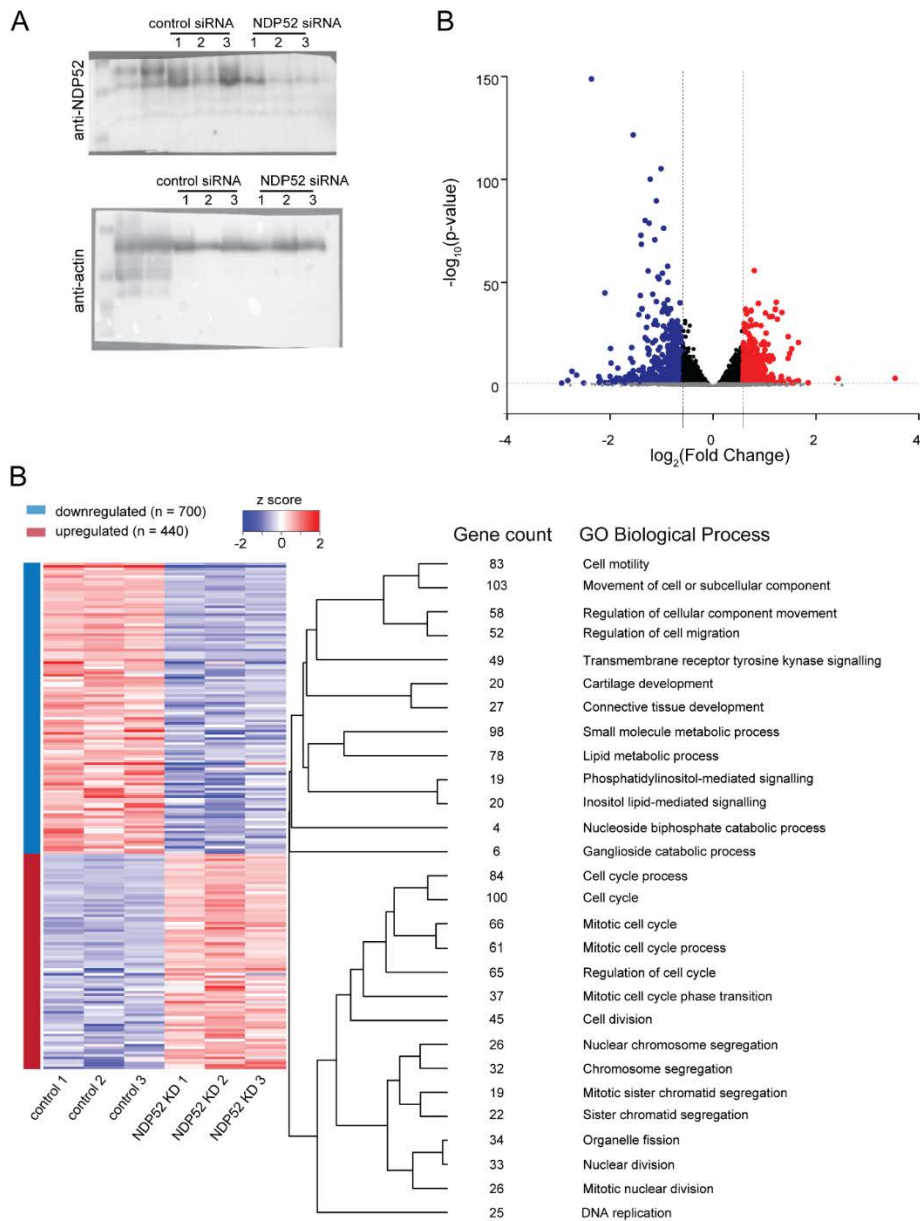 A
control siRNA NDP52 siRNA
1 2 3 1 2 3
anti-NDP52
control siRNA NDP52 siRNA
1 2 3 1 2 3
anti-actin
B
150
100
50
0
-log10(p-value)
-4 -2 0 2 4
log2(Fold Change)
B
downregulated (n = 700)
upregulated (n = 440)
z score
-2 0 2
Gene count GO Biological Process
83 Cell motility
103 Movement of cell or subcellular component
58 Regulation of cellular component movement
52 Regulation of cell migration
49 Transmembrane receptor tyrosine kynase signalling
20 Cartilage development
27 Connective tissue development
98 Small molecule metabolic process
78 Lipid metabolic process
19 Phosphatidylinositol-mediated signalling
20 Inositol lipid-mediated signalling
4 Nucleoside biphosphate catabolic process
6 Ganglioside catabolic process
84 Cell cycle process
100 Cell cycle
66 Mitotic cell cycle
61 Mitotic cell cycle process
65 Regulation of cell cycle
37 Mitotic cell cycle phase transition
45 Cell division
26 Nuclear chromosome segregation
32 Chromosome segregation
19 Mitotic sister chromatid segregation
22 Sister chromatid segregation
34 Organelle fission
33 Nuclear division
26 Mitotic nuclear division
25 DNA replication
control 1 control 2 control 3 NDP52 KD 1 NDP52 KD 2 NDP52 KD 3